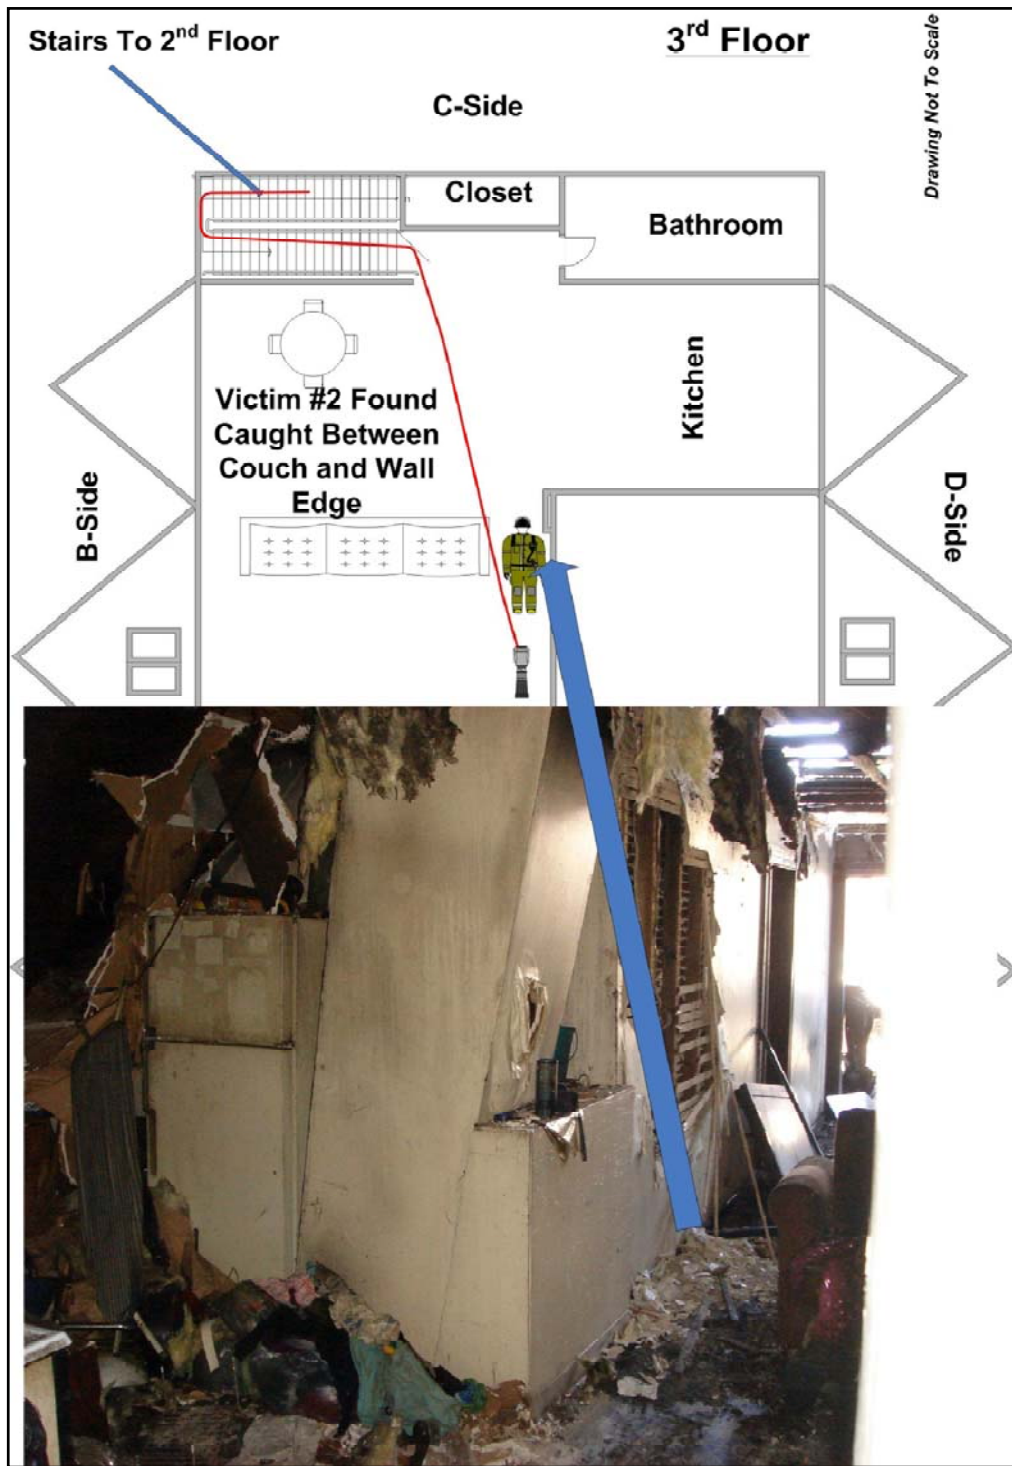 Stairs To 2nd Floor
3rd Floor
Drawing Not To Scale
C-Side
Closet
Bathroom
Kitchen
Victim #2 Found
Caught Between
Couch and Wall
Edge
B-Side
D-Side